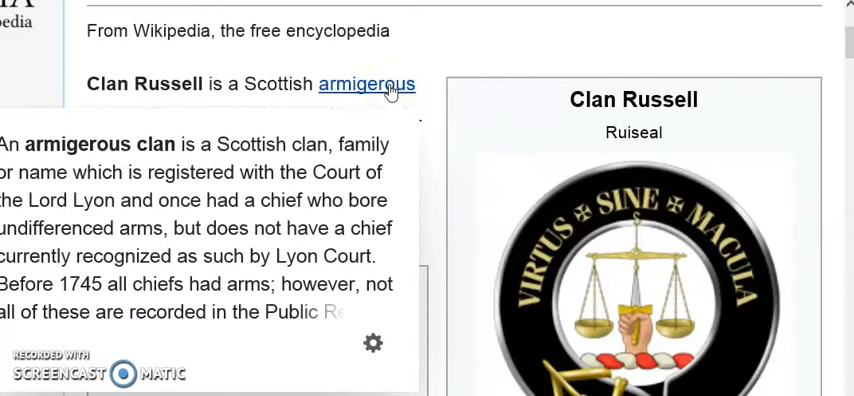 pedia
From Wikipedia, the free encyclopedia
Clan Russell is a Scottish armigerous
An armigerous clan is a Scottish clan, family
or name which is registered with the Court of
the Lord Lyon and once had a chief who bore
undifferenced arms, but does not have a chief
currently recognized as such by Lyon Court.
Before 1745 all chiefs had arms; however, not
all of these are recorded in the Public Re
RECORDED WITH
SCREENCAST MATIC
Clan Russell
Ruiseal
VIRTUS SINE MACULA